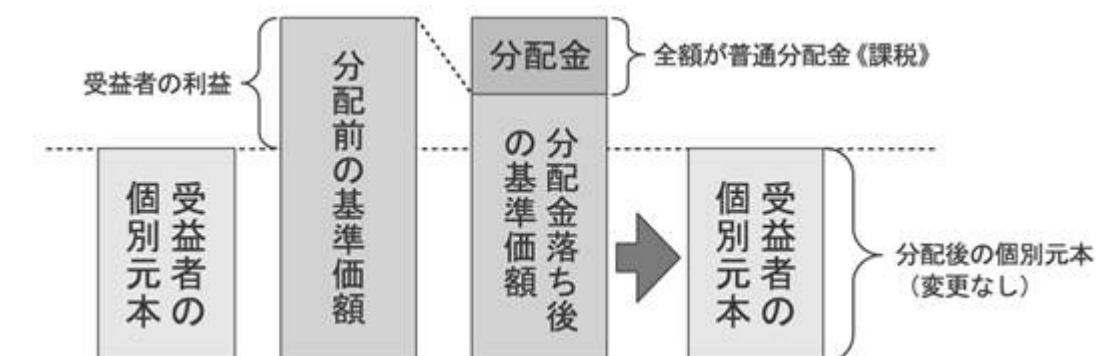 受益者の利益
受益者の
個別元本
分配前の基準価額
分配金
全額が普通分配金《課税》
分配金落ち後
の基準価額
受益者の
個別元本
分配後の個別元本
（変更なし）